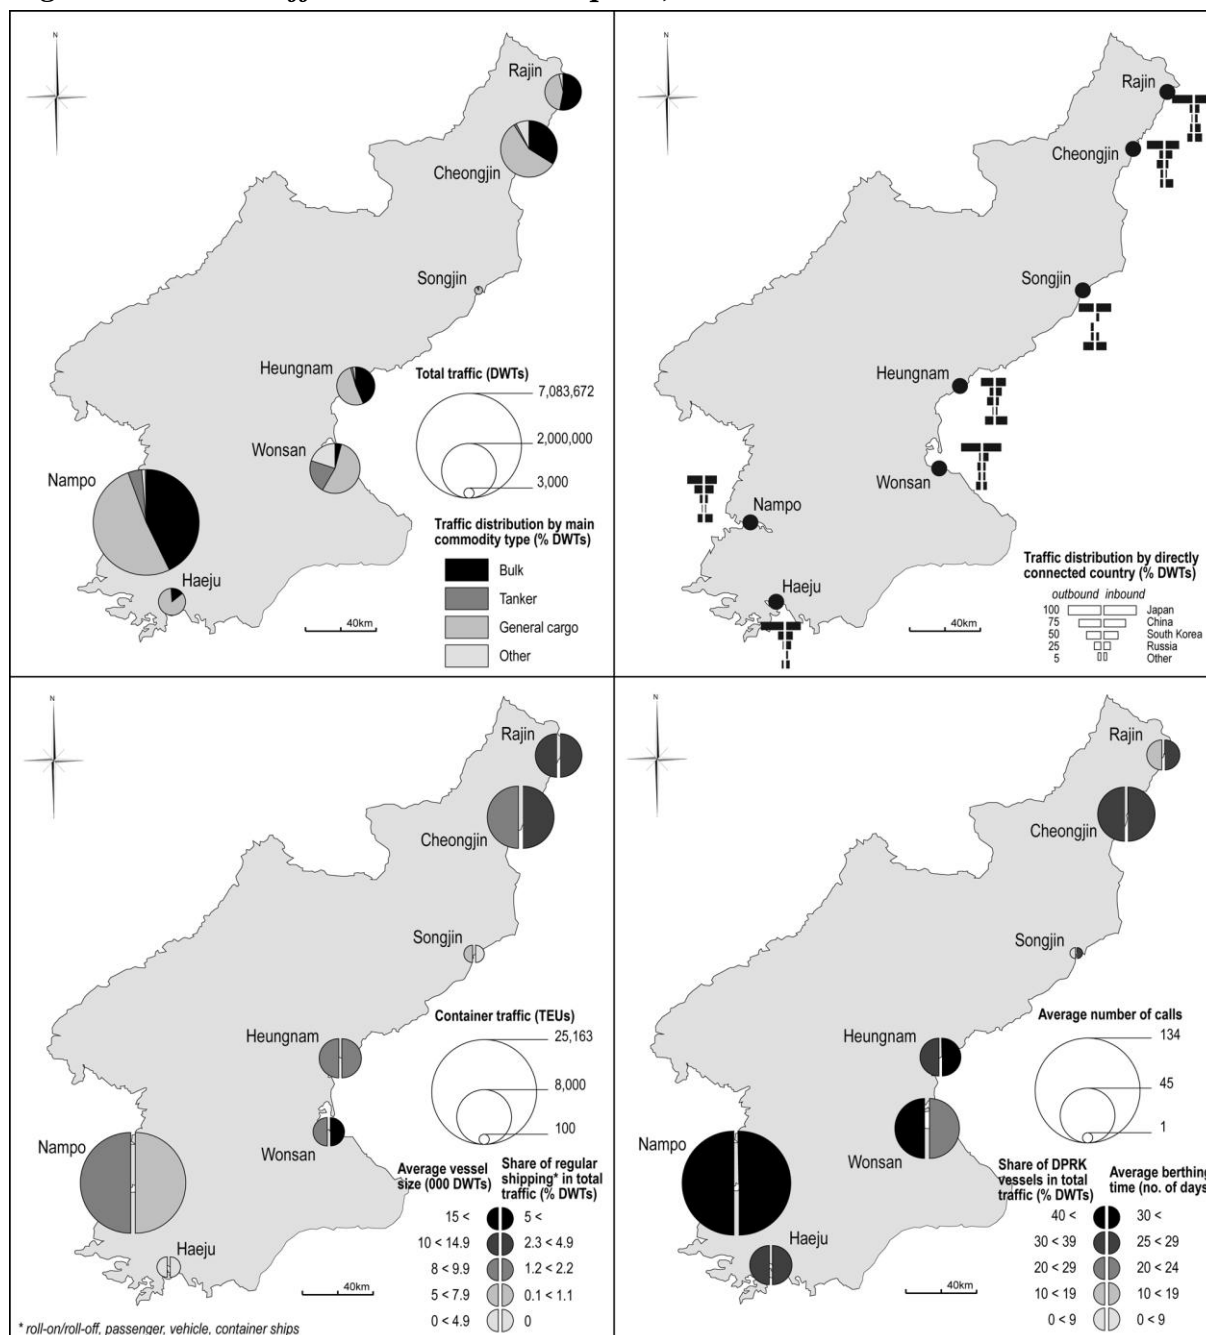 N
Rajin
Cheongjin
Songjin
Heungnam
Wonsan
Nampo
Haeju
Total traffic (DWTs)
7,083,672
2,000,000
3,000
Traffic distribution by main
commodity type (% DWTs)
Bulk
Tanker
General cargo
Other
40km
N
Rajin
Cheongjin
Songjin
Heungnam
Wonsan
Nampo
Haeju
Traffic distribution by directly
connected country (% DWTs)
outbound inbound
100 Japan
75 China
50 South Korea
25 Russia
5 Other
40km
N
Rajin
Cheongjin
Songjin
Heungnam
Wonsan
Nampo
Haeju
Container traffic (TEUs)
25,163
8,000
100
Average vessel Share of regular
size (000 DWTs) shipping* in total
traffic (% DWTs)
15 < 5 <
10 < 14.9 2.3 < 4.9
8 < 9.9 1.2 < 2.2
5 < 7.9 0.1 < 1.1
0 < 4.9 0
40km
* roll-on/roll-off, passenger, vehicle, container ships
N
Rajin
Cheongjin
Songjin
Heungnam
Wonsan
Nampo
Haeju
Average number of calls
134
45
1
Share of DPRK Average berthing
vessels in total time (no. of days
traffic (% DWTs)
40 < 30 <
30 < 39 25 < 29
20 < 29 20 < 24
10 < 19 10 < 19
0 < 9 0 < 9
40km